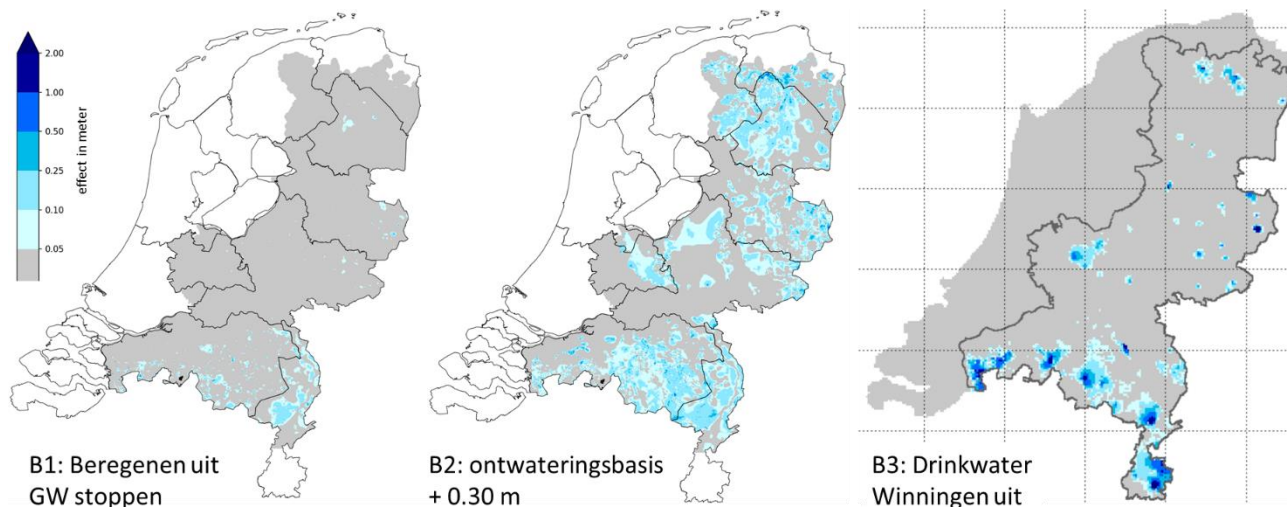 2.00
1.00
0.50
0.25
0.10
0.05
effect in meter
B1: Beregenen uit
GW stoppen
B2: ontwateringsbasis
+ 0.30 m
B3: Drinkwater
Winningen uit